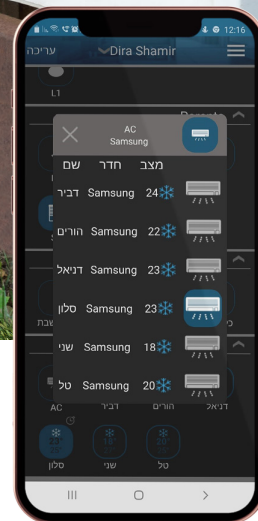 12:16
עריכה Dira Shamir
L1
AC
Samsung
שם חדר מצב
דביר Samsung 24
הורים Samsung 22
דניאל Samsung 23
סלון Samsung 23
שני Samsung 18
טל Samsung 20
AC דביר הורים דניאל
סלון שני טל